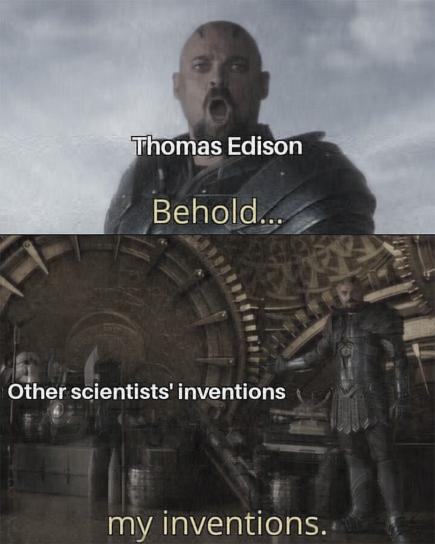 Thomas Edison
Behold...
Other scientists' inventions
my inventions.